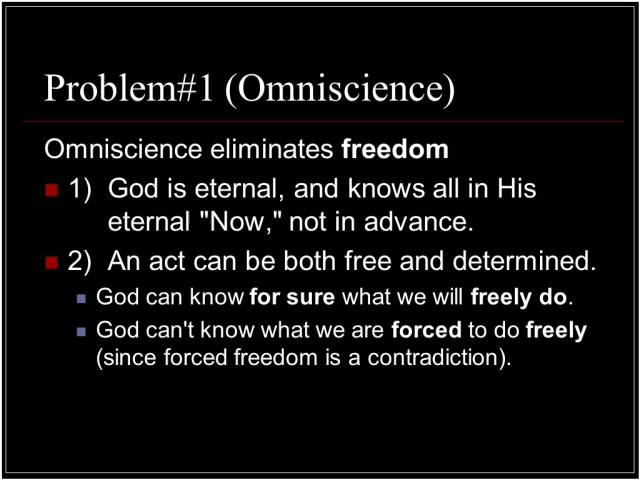 Problem#1 (Omniscience)
Omniscience eliminates freedom
1) God is eternal, and knows all in His
eternal "Now," not in advance.
2) An act can be both free and determined.
God can know for sure what we will freely do.
God can't know what we are forced to do freely
(since forced freedom is a contradiction).